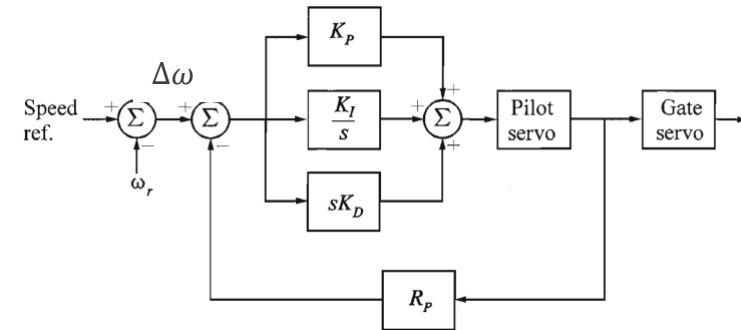 K_P
Δω
Speed ref.
+
Σ
−
+
Σ
−
K_I
s
+
+
Σ
+
Pilot servo
Gate servo
ω_r
sK_D
R_P